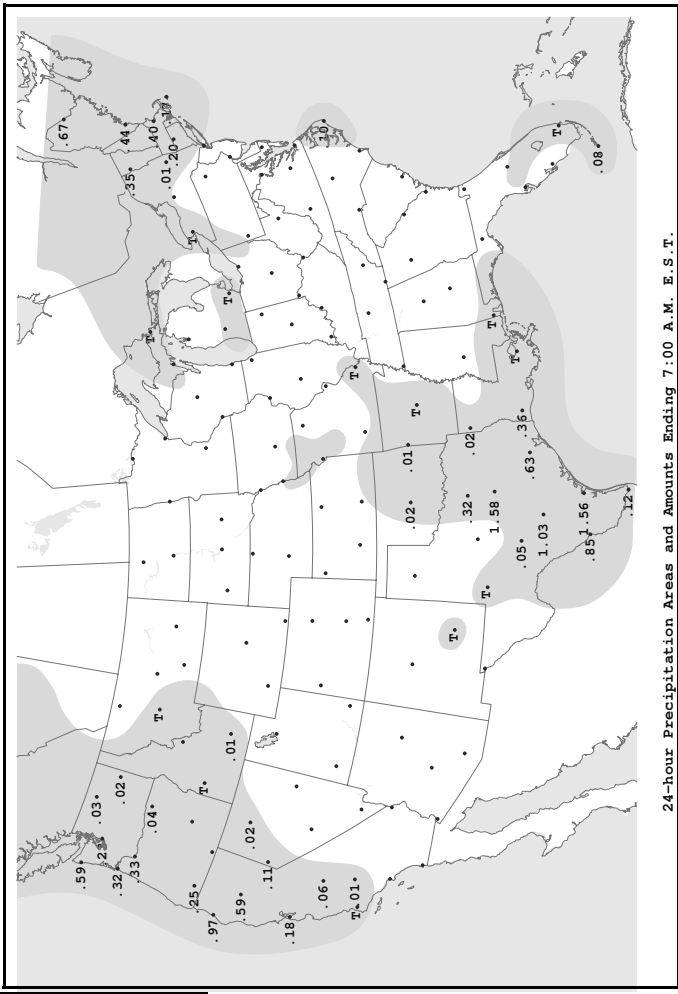 .67
.59
.03
.23
.32
.02
.44
.35
.33
T
.04
.40
T
.01
.17
.20
T
.25
T
.97
T
.01
.59
.02
.11
.18
.06
.10
T
.01
T
.01
.02
T
T
.32
.02
T
T
1.58
T
.05
.36
.63
1.03
T
1.56
.85
.08
.12
24-hour Precipitation Areas and Amounts Ending 7:00 A.M. E.S.T.